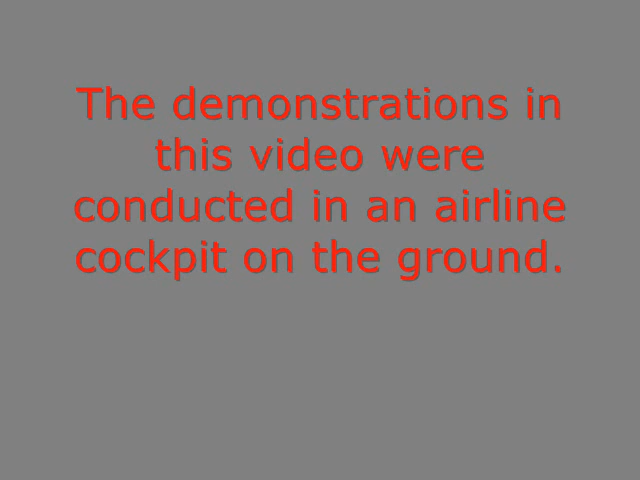 The demonstrations in
this video were
conducted in an airline
cockpit on the ground.